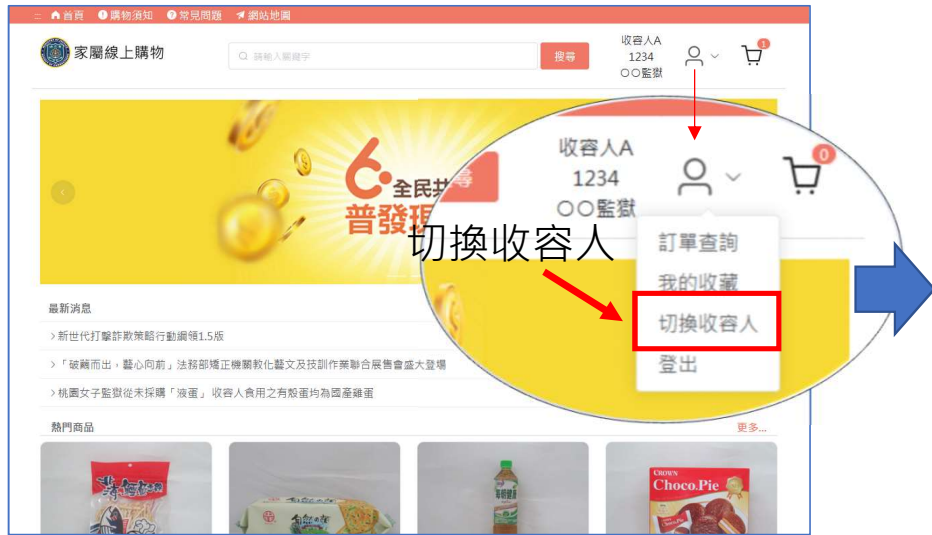 首頁 購物須知 常見問題 網站地圖
家屬線上購物
請輸入關鍵字
搜尋
收容人A
1234
○○監獄
1
全民共
普發現
尋
收容人A
1234
○○監獄
0
訂單查詢
我的收藏
切換收容人
登出
切換收容人
最新消息
>新世代打擊詐欺策略行動綱領1.5版
>「破繭而出,藝心向前」法務部矯正機關教化藝文及技訓作業聯合展售會盛大登場
>桃園女子監獄從未採購「液蛋」 收容人食用之有殼蛋均為國產雞蛋
熱門商品
更多...
CROWN
Choco.Pie